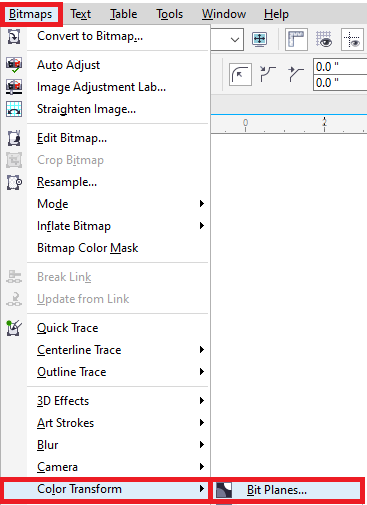 Bitmaps Text Table Tools Window Help
Convert to Bitmap...
Auto Adjust
Image Adjustment Lab...
0.0 "
Straighten Image...
0.0 "
Edit Bitmap...
0 2
Crop Bitmap
Resample...
Mode
Inflate Bitmap
Bitmap Color Mask
Break Link
Update from Link
Quick Trace
Centerline Trace
Outline Trace
3D Effects
Art Strokes
Blur
Camera
Color Transform Bit Planes...